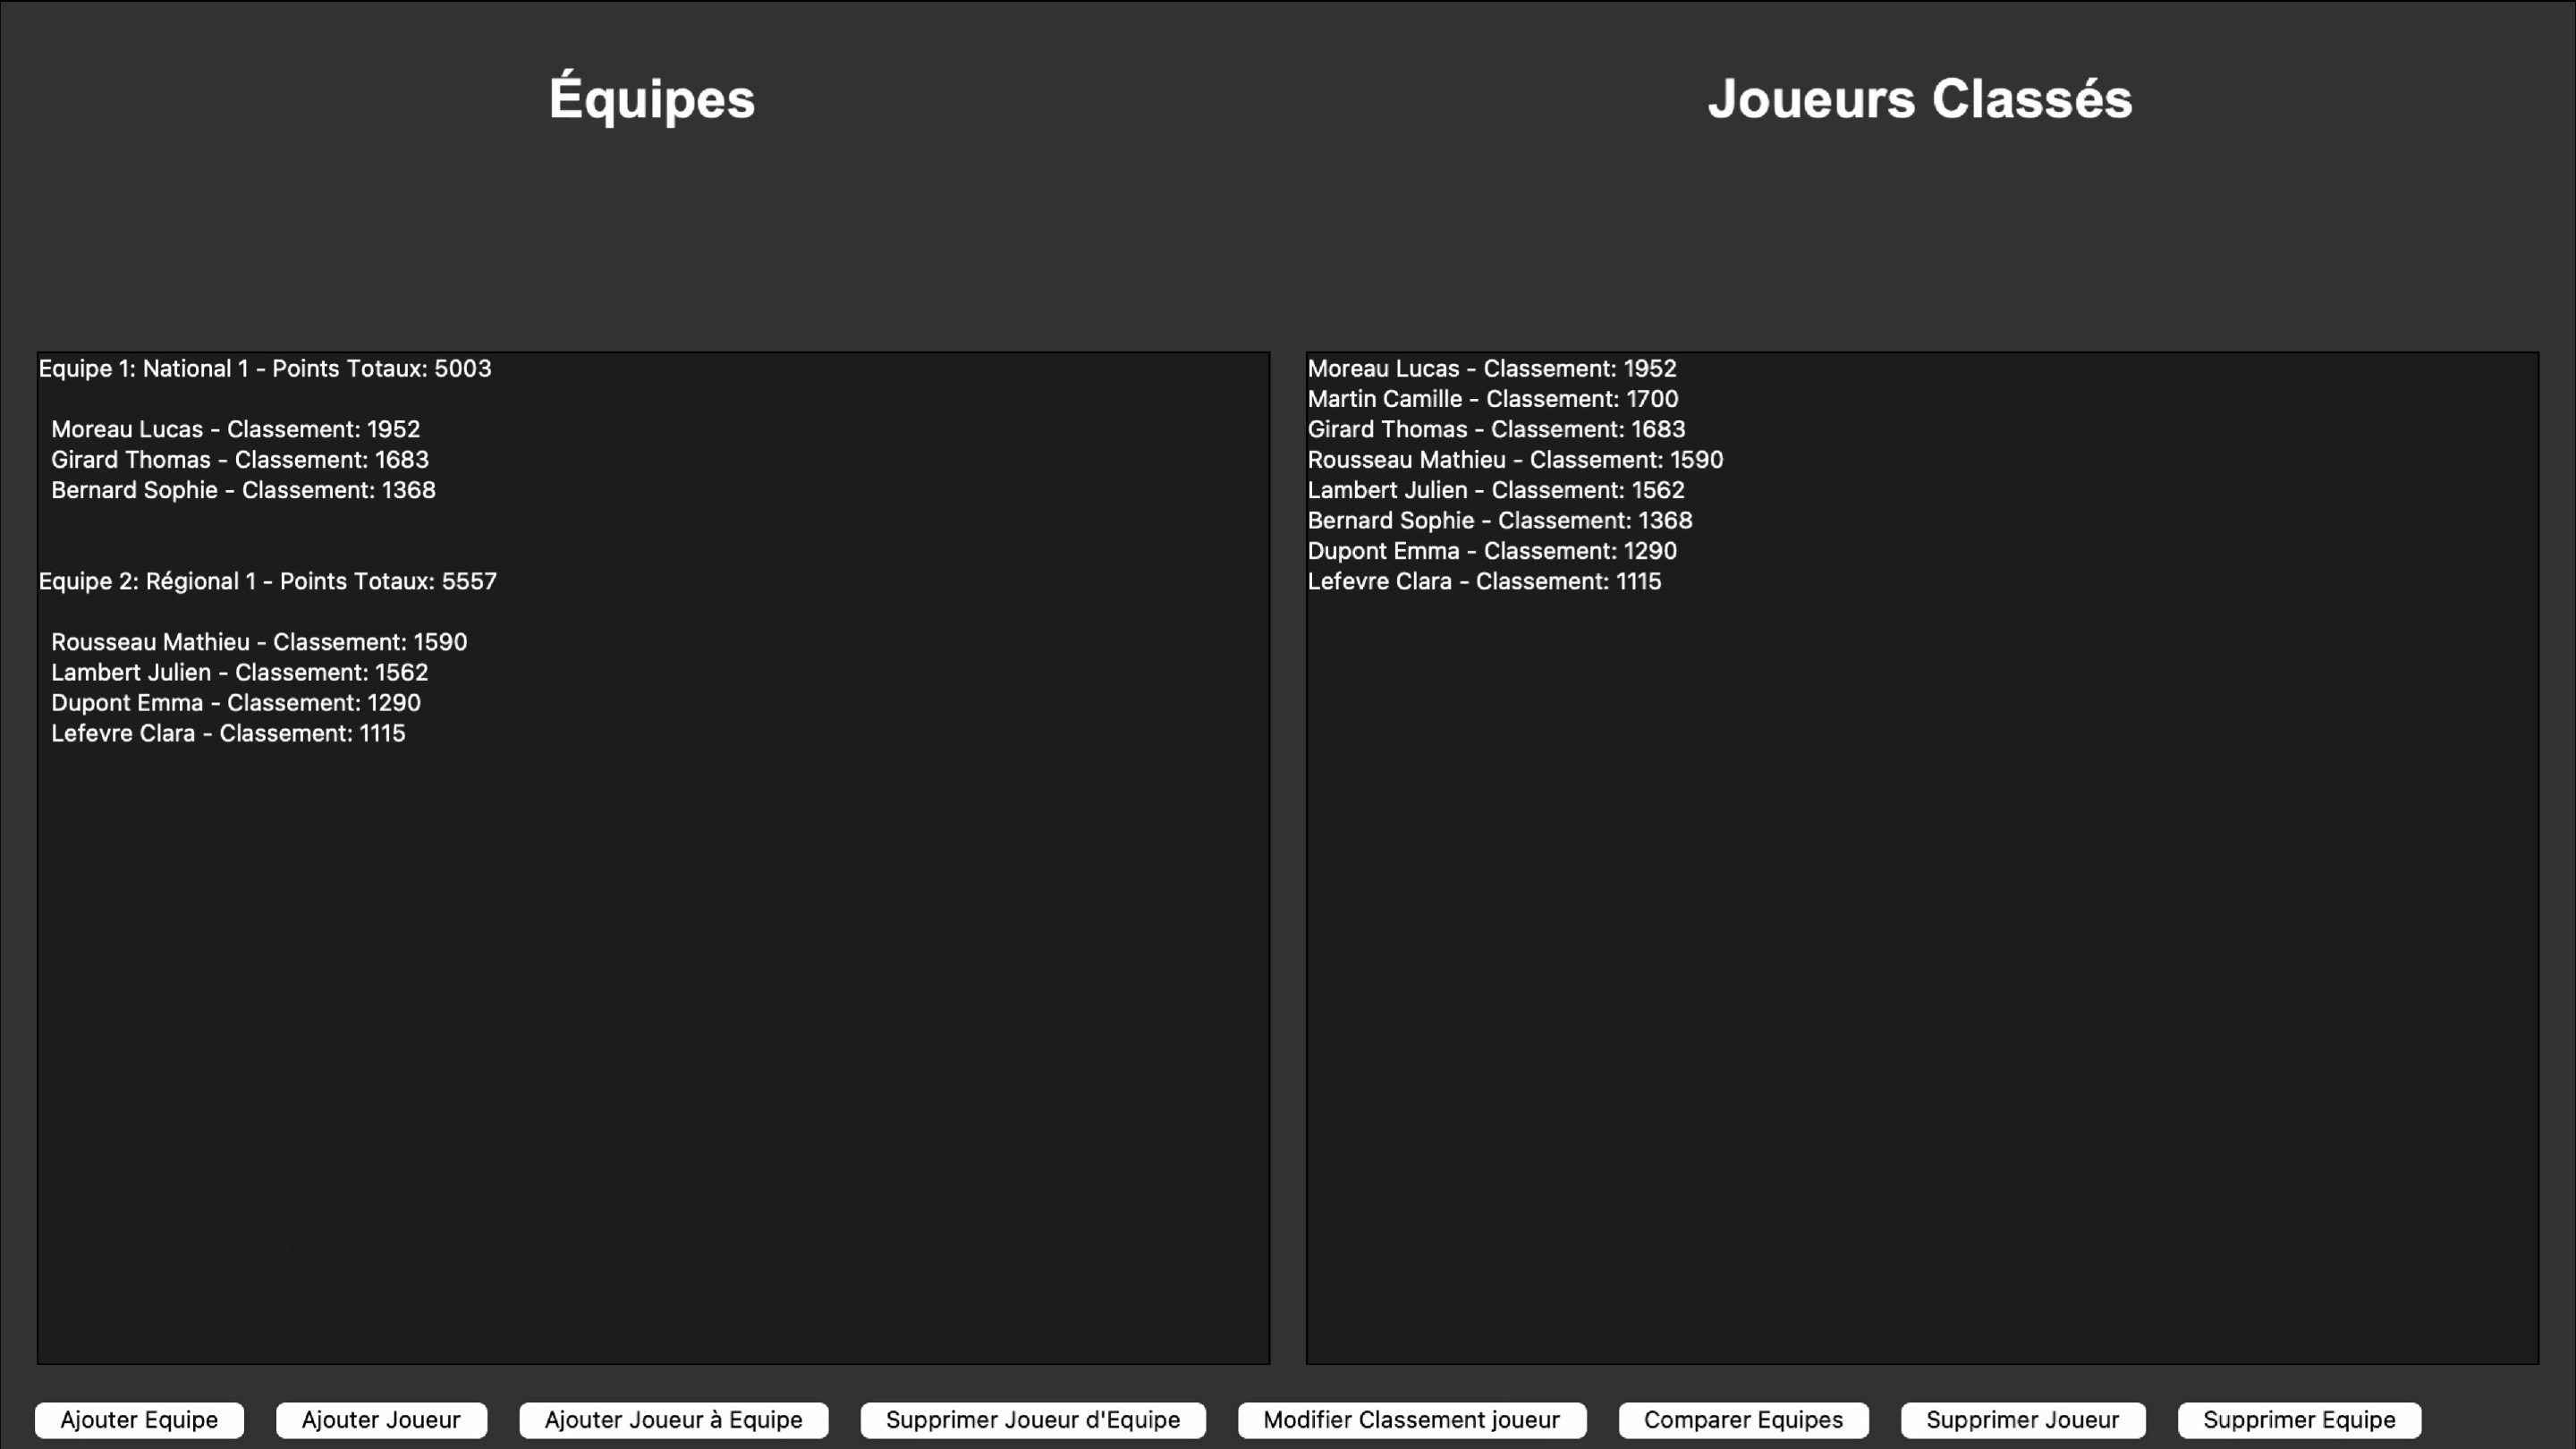 Équipes
Joueurs Classés
Equipe 1: National 1 - Points Totaux: 5003
Moreau Lucas - Classement: 1952
Girard Thomas - Classement: 1683
Bernard Sophie - Classement: 1368
Equipe 2: Régional 1 - Points Totaux: 5557
Rousseau Mathieu - Classement: 1590
Lambert Julien - Classement: 1562
Dupont Emma - Classement: 1290
Lefevre Clara - Classement: 1115
Moreau Lucas - Classement: 1952
Martin Camille - Classement: 1700
Girard Thomas - Classement: 1683
Rousseau Mathieu - Classement: 1590
Lambert Julien - Classement: 1562
Bernard Sophie - Classement: 1368
Dupont Emma - Classement: 1290
Lefevre Clara - Classement: 1115
Ajouter Equipe
Ajouter Joueur
Ajouter Joueur à Equipe
Supprimer Joueur d'Equipe
Modifier Classement joueur
Comparer Equipes
Supprimer Joueur
Supprimer Equipe